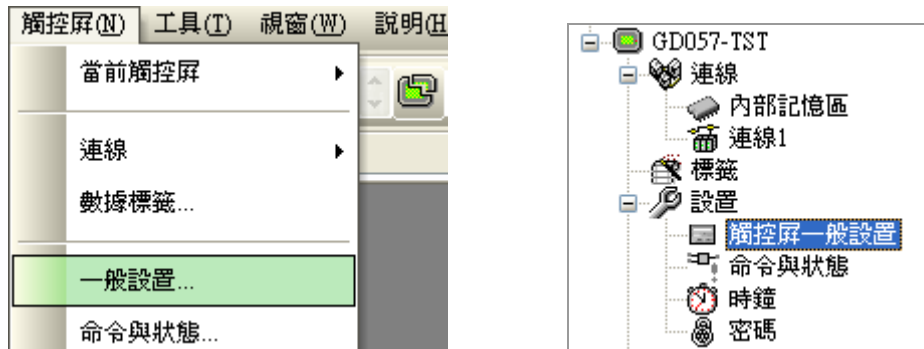 觸控屏(N) 工具(T) 視窗(W) 說明(H
當前觸控屏
連線
數據標籤...
一般設置...
命令與狀態...
GD057-TST
連線
內部記憶區
連線1
標籤
設置
觸控屏一般設置
命令與狀態
時鐘
密碼